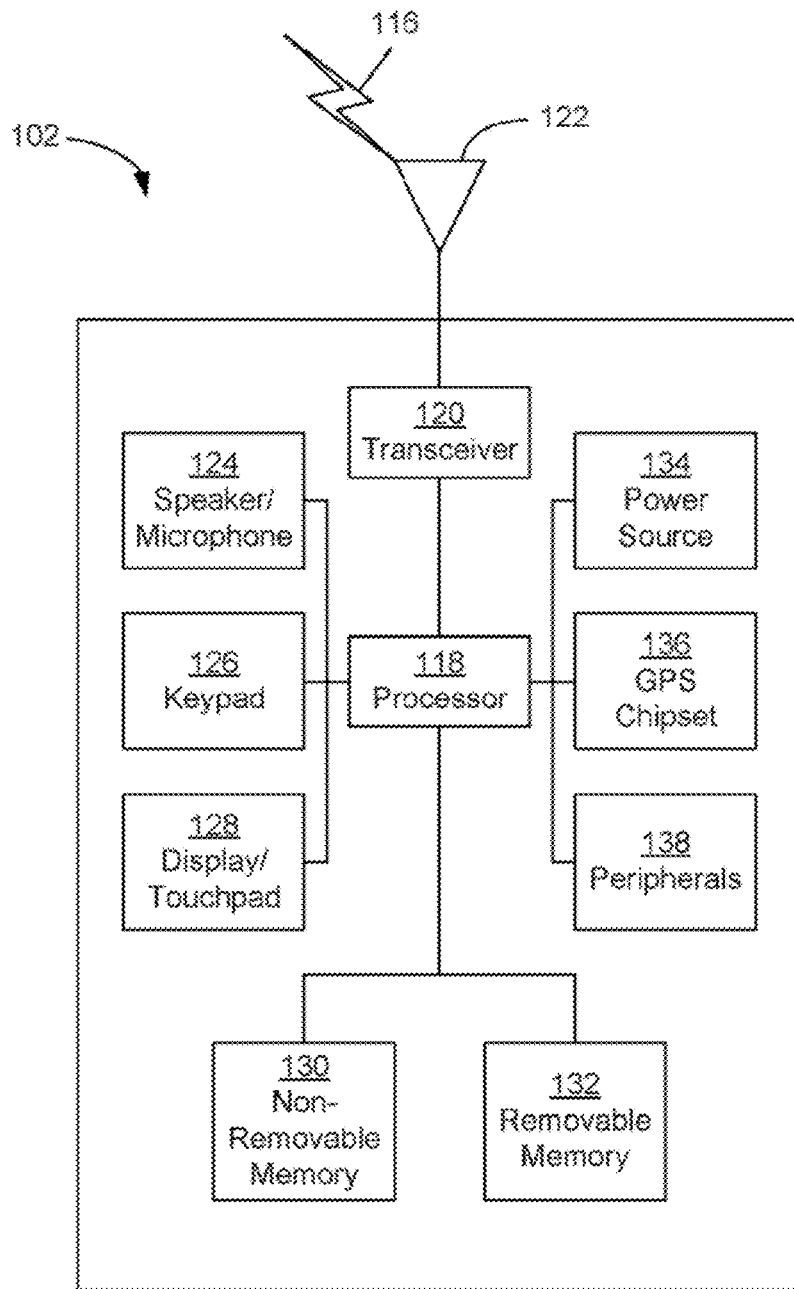 116
102
122
120
Transceiver
124
Speaker/
Microphone
134
Power
Source
126
Keypad
118
Processor
136
GPS
Chipset
128
Display/
Touchpad
138
Peripherals
130
Non-
Removable
Memory
132
Removable
Memory